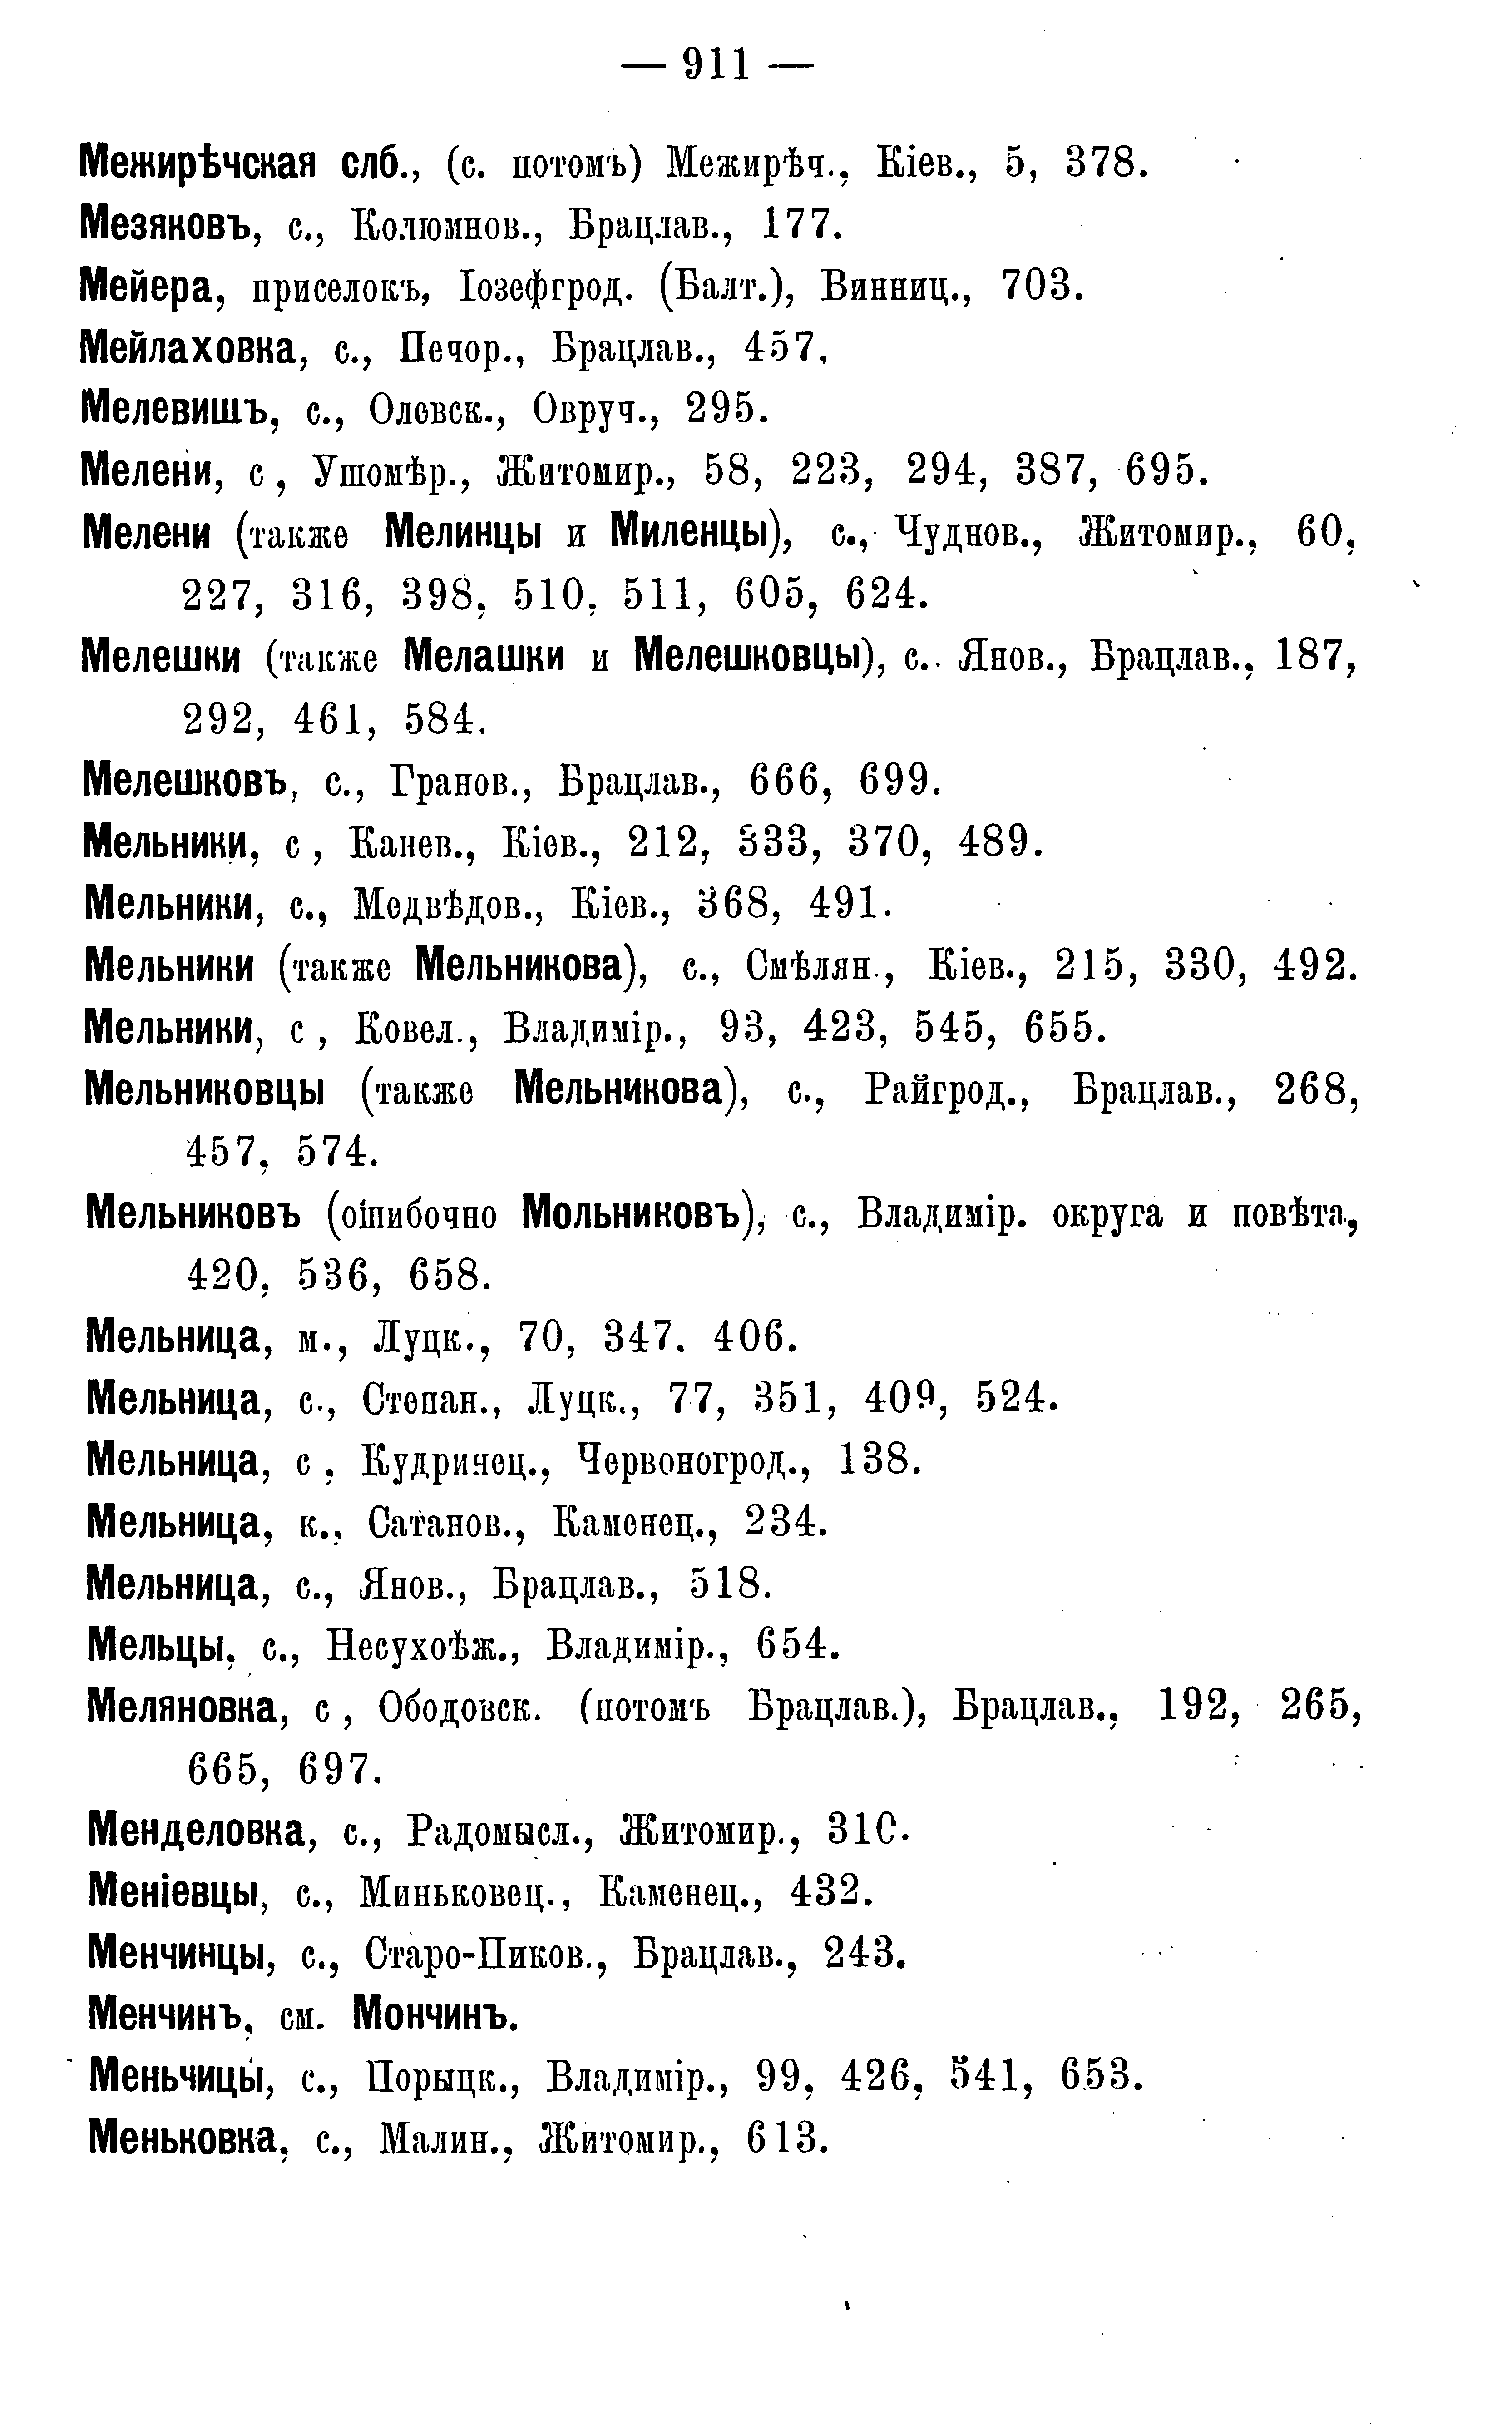 — 911 —
Межирѣчская слб., (с. потомъ) Межирѣч., Кіев., 5, 378.
Мезяковъ, с., Колюмнов., Брацлав., 177.
Мейера, приселокъ, Іозефгрод. (Балт.), Винниц., 703.
Мейлаховка, с., Печор., Брацлав., 457.
Мелевишъ, с., Олевск., Овруч., 295.
Мелени, с, Ушомѣр., Житомир., 58, 223, 294, 387, 695.
Мелени (также Мелинцы и Миленцы), с., Чуднов., Житомир., 60,
227, 316, 398, 510, 511, 605, 624.
Мелешки (также Мелашки и Мелешковцы), с.. Янов., Брацлав., 187,
292, 461, 584.
Мелешковъ, с., Гранов., Брацлав., 666, 699.
Мельники, с, Канев., Кіев., 212, 333, 370, 489.
Мельники, с., Медвѣдов., Кіев., 368, 491.
Мельники (также Мельникова), с., Смѣлян., Кіев., 215, 330, 492.
Мельники, с, Ковел., Владимір., 93, 423, 545, 655.
Мельниковцы (также Мельникова), с., Райгрод., Брацлав., 268,
457, 574.
Мельниковъ (ошибочно Мольниковъ), с., Владимір. округа и повѣта,
420, 536, 658.
Мельница, м., Луцк., 70, 347. 406.
Мельница, с., Степан., Луцк., 77, 351, 409, 524.
Мельница, с, Кудринец., Червоногрод., 138.
Мельница, к., Сатанов., Каменец., 234.
Мельница, с., Янов., Брацлав., 518.
Мельцы, с., Несухоѣж., Владимір., 654.
Меляновка, с, Ободовск. (потомъ Брацлав.), Брацлав., 192, 265,
665, 697.
Менделовка, с., Радомысл., Житомир., 310.
Меніевцы, с., Миньковец., Каменец., 432.
Менчинцы, с., Старо-Пиков., Брацлав., 243.
Менчинъ, см. Мончинъ.
Меньчицы, с., Порыцк., Владимір., 99, 426, 541, 653.
Меньковка, с., Малин., Житомир., 613.